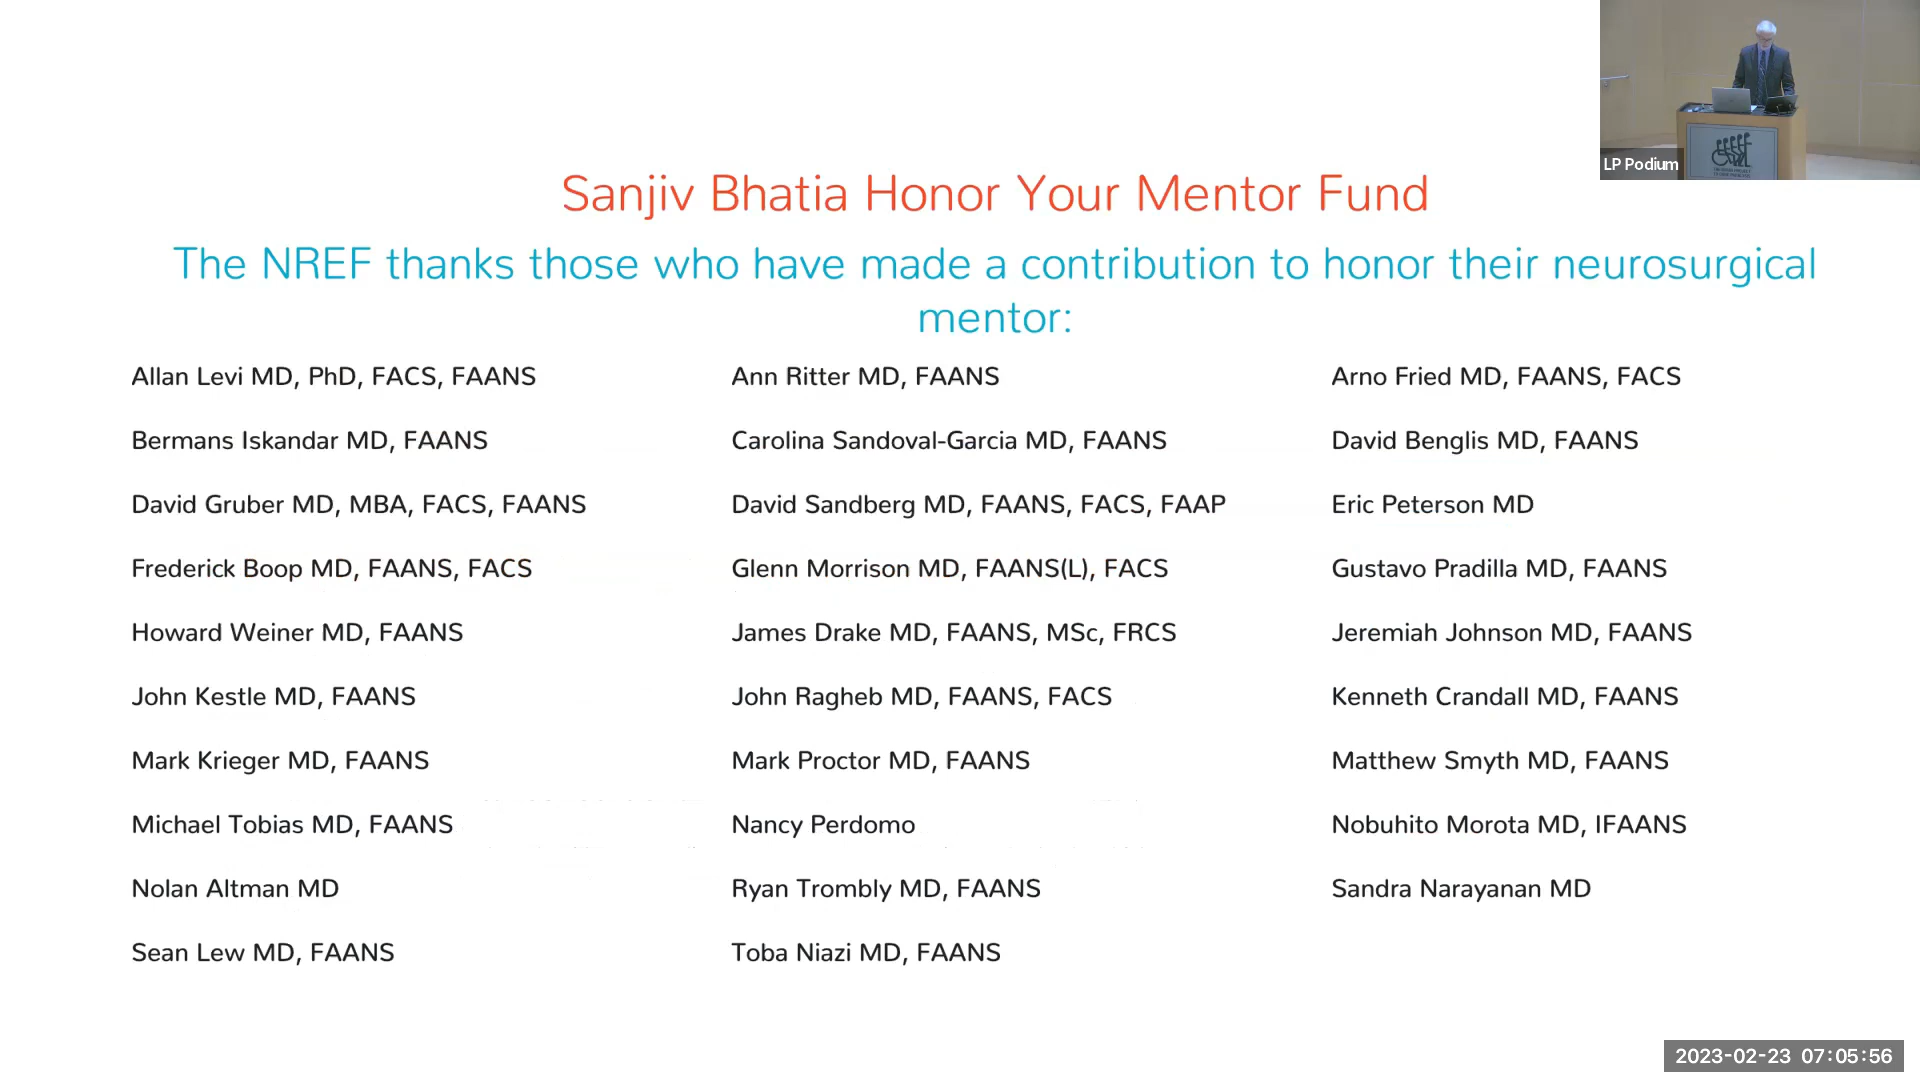 LP Podium
Sanjiv Bhatia Honor Your Mentor Fund
The NREF thanks those who have made a contribution to honor their neurosurgical
mentor:
Allan Levi MD, PhD, FACS, FAANS
Ann Ritter MD, FAANS
Arno Fried MD, FAANS, FACS
Bermans Iskandar MD, FAANS
Carolina Sandoval-Garcia MD, FAANS
David Benglis MD, FAANS
David Gruber MD, MBA, FACS, FAANS
David Sandberg MD, FAANS, FACS, FAAP
Eric Peterson MD
Frederick Boop MD, FAANS, FACS
Glenn Morrison MD, FAANS(L), FACS
Gustavo Pradilla MD, FAANS
Howard Weiner MD, FAANS
James Drake MD, FAANS, MSc, FRCS
Jeremiah Johnson MD, FAANS
John Kestle MD, FAANS
John Ragheb MD, FAANS, FACS
Kenneth Crandall MD, FAANS
Mark Krieger MD, FAANS
Mark Proctor MD, FAANS
Matthew Smyth MD, FAANS
Michael Tobias MD, FAANS
Nancy Perdomo
Nobuhito Morota MD, IFAANS
Nolan Altman MD
Ryan Trombly MD, FAANS
Sandra Narayanan MD
Sean Lew MD, FAANS
Toba Niazi MD, FAANS
2023-02-23 07:05:56